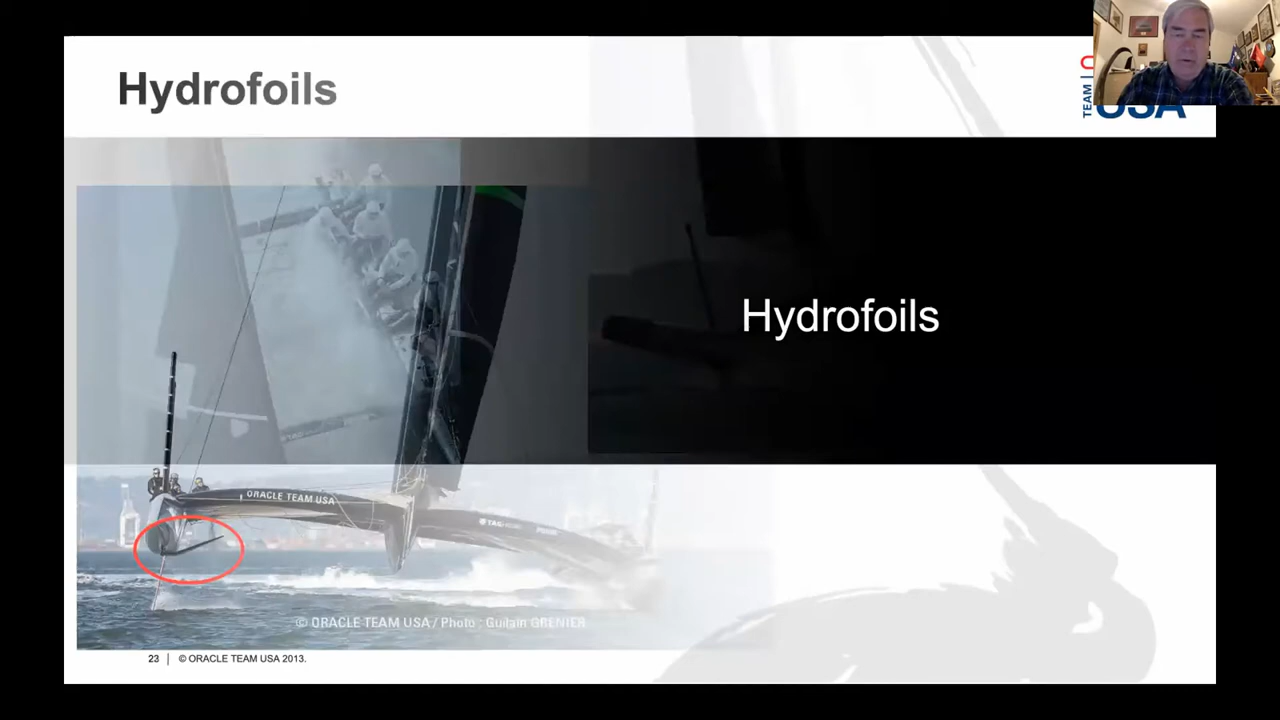 Hydrofoils
TEAM |
USA
Hydrofoils
ORACLE TEAM USA
© ORACLE TEAM USA / Photo : Guilain GRENIER
23 | © ORACLE TEAM USA 2013.